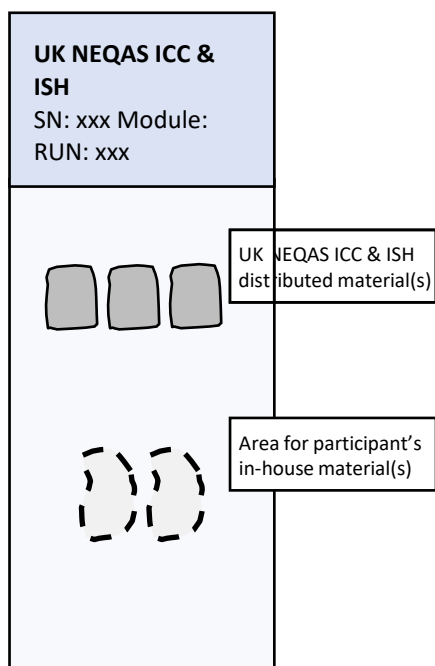 UK NEQAS ICC &
ISH
SN: xxx Module:
RUN: xxx
UK NEQAS ICC & ISH
distributed material(s)
Area for participant’s
in-house material(s)